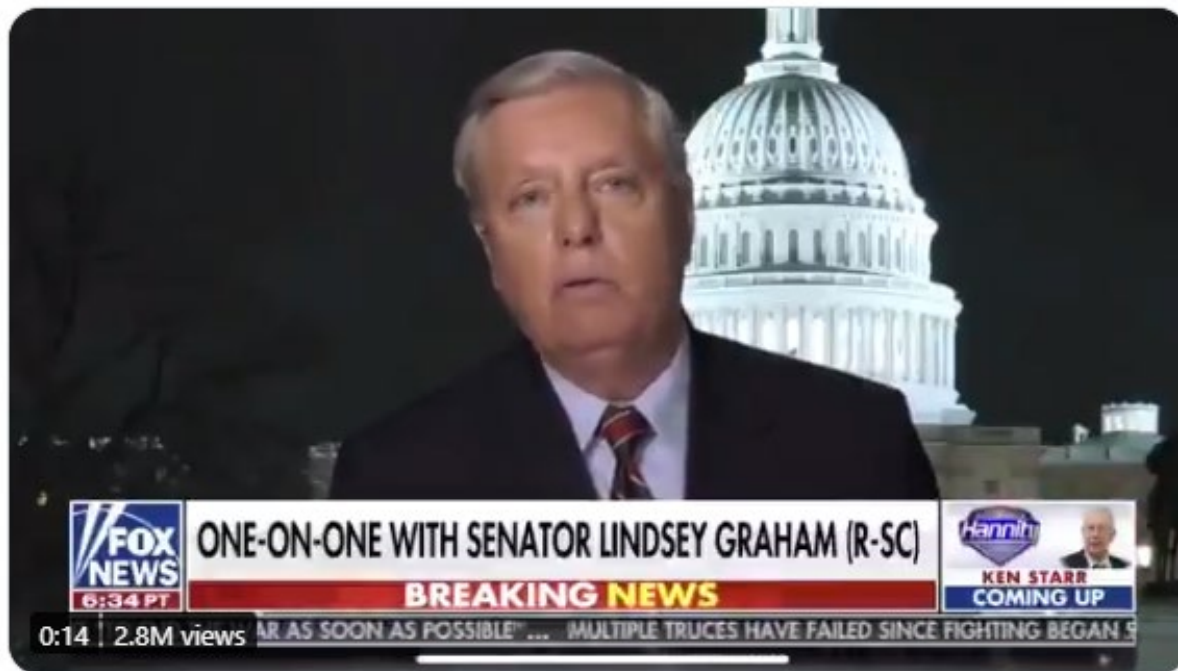 ONE-ON-ONE WITH SENATOR LINDSEY GRAHAM (R-SC)
FOX
NEWS
Hannity
KEN STARR
COMING UP
BREAKING NEWS
6:34 PT
0:14 2.8M views
AR AS SOON AS POSSIBLE" ... MULTIPLE TRUCES HAVE FAILED SINCE FIGHTING BEGAN